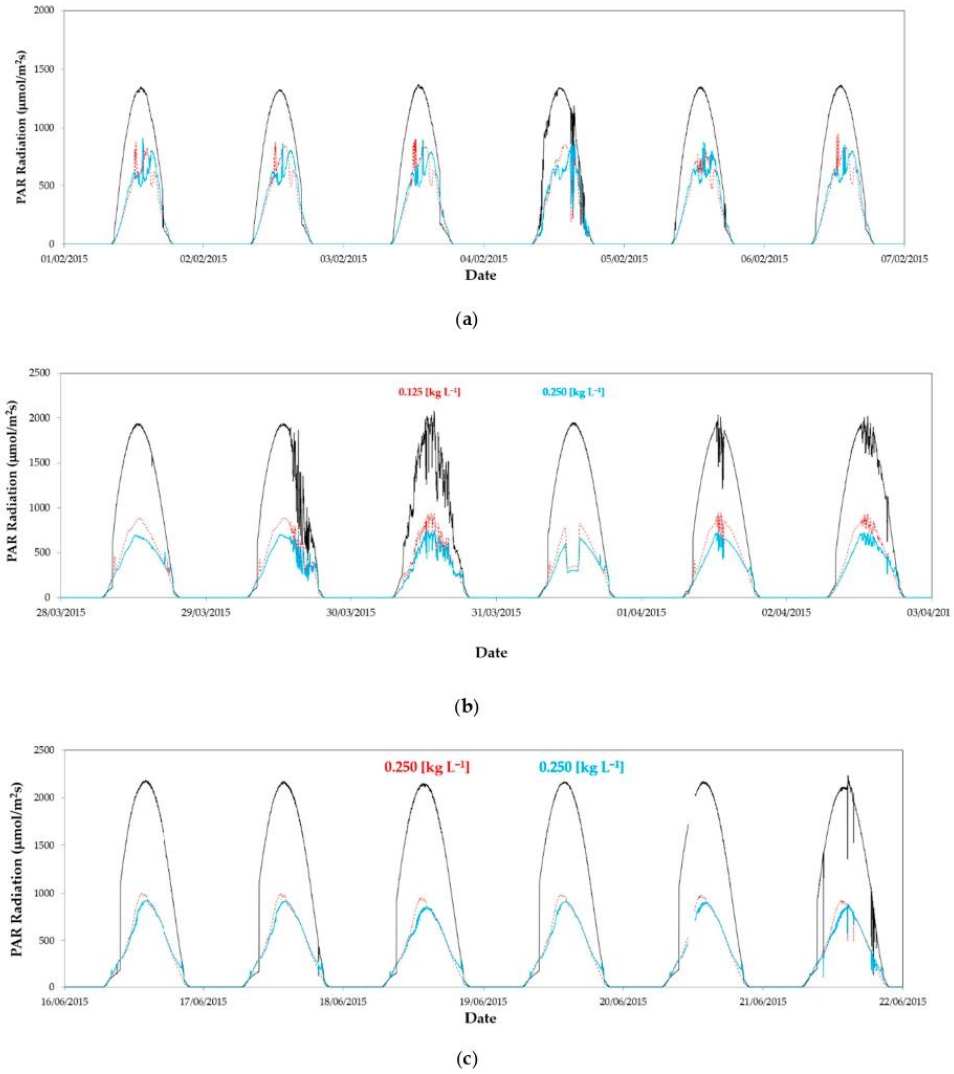 2000
1500
1000
500
0
PAR Radiation (µmol/m²s)
01/02/2015 02/02/2015 03/02/2015 04/02/2015 05/02/2015 06/02/2015 07/02/2015
Date
(a)
2500
2000
1500
1000
500
0
PAR Radiation (µmol/m²s)
0.125 [kg L⁻¹] 0.250 [kg L⁻¹]
28/03/2015 29/03/2015 30/03/2015 31/03/2015 01/04/2015 02/04/2015 03/04/201
Date
(b)
2500
2000
1500
1000
500
0
PAR Radiation (µmol/m²s)
0.250 [kg L⁻¹] 0.250 [kg L⁻¹]
16/06/2015 17/06/2015 18/06/2015 19/06/2015 20/06/2015 21/06/2015 22/06/2015
Date
(c)